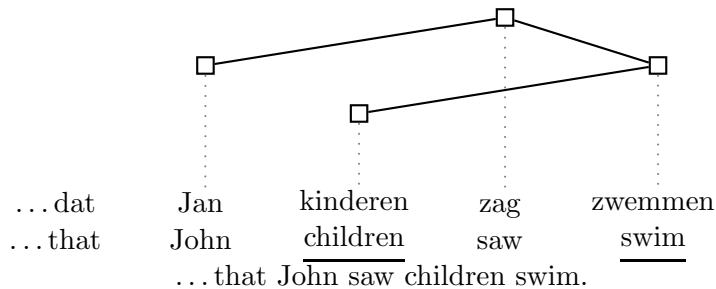 ...dat Jan kinderen zag zwemmen
...that John children saw swim
...that John saw children swim.